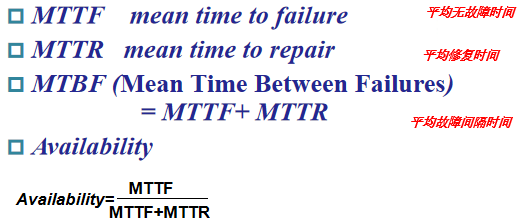 MTTF mean time to failure 平均无故障时间
MTTR mean time to repair 平均修复时间
MTBF (Mean Time Between Failures)
= MTTF+ MTTR 平均故障间隔时间
Availability
Availability=MTTF/MTTF+MTTR